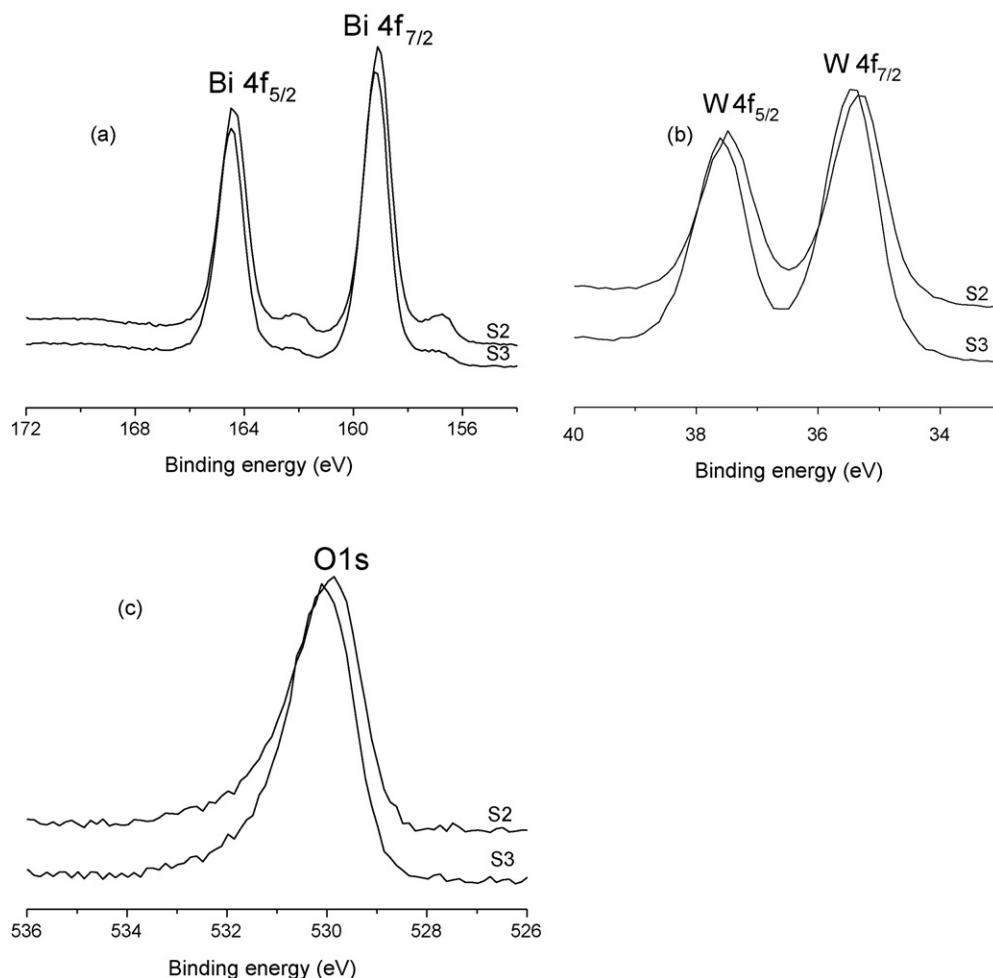 Bi 4f7/2
Bi 4f5/2
(a)
S2
S3
172 168 164 160 156
Binding energy (eV)
W 4f7/2
W 4f5/2
(b)
S2
S3
40 38 36 34
Binding energy (eV)
O1s
(c)
S2
S3
536 534 532 530 528 526
Binding energy (eV)